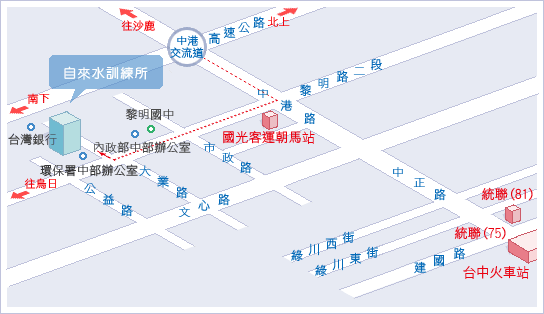 往沙鹿
北上
高速公路
中港
交流道
自來水訓練所
黎明路二段
南下
中港路
黎明國中
國光客運朝馬站
台灣銀行
內政部中部辦公室
市政路
環保署中部辦公室
大業路
中正路
往烏日
公益路
文心路
統聯(81)
統聯(75)
綠川西街
綠川東街
建國路
台中火車站